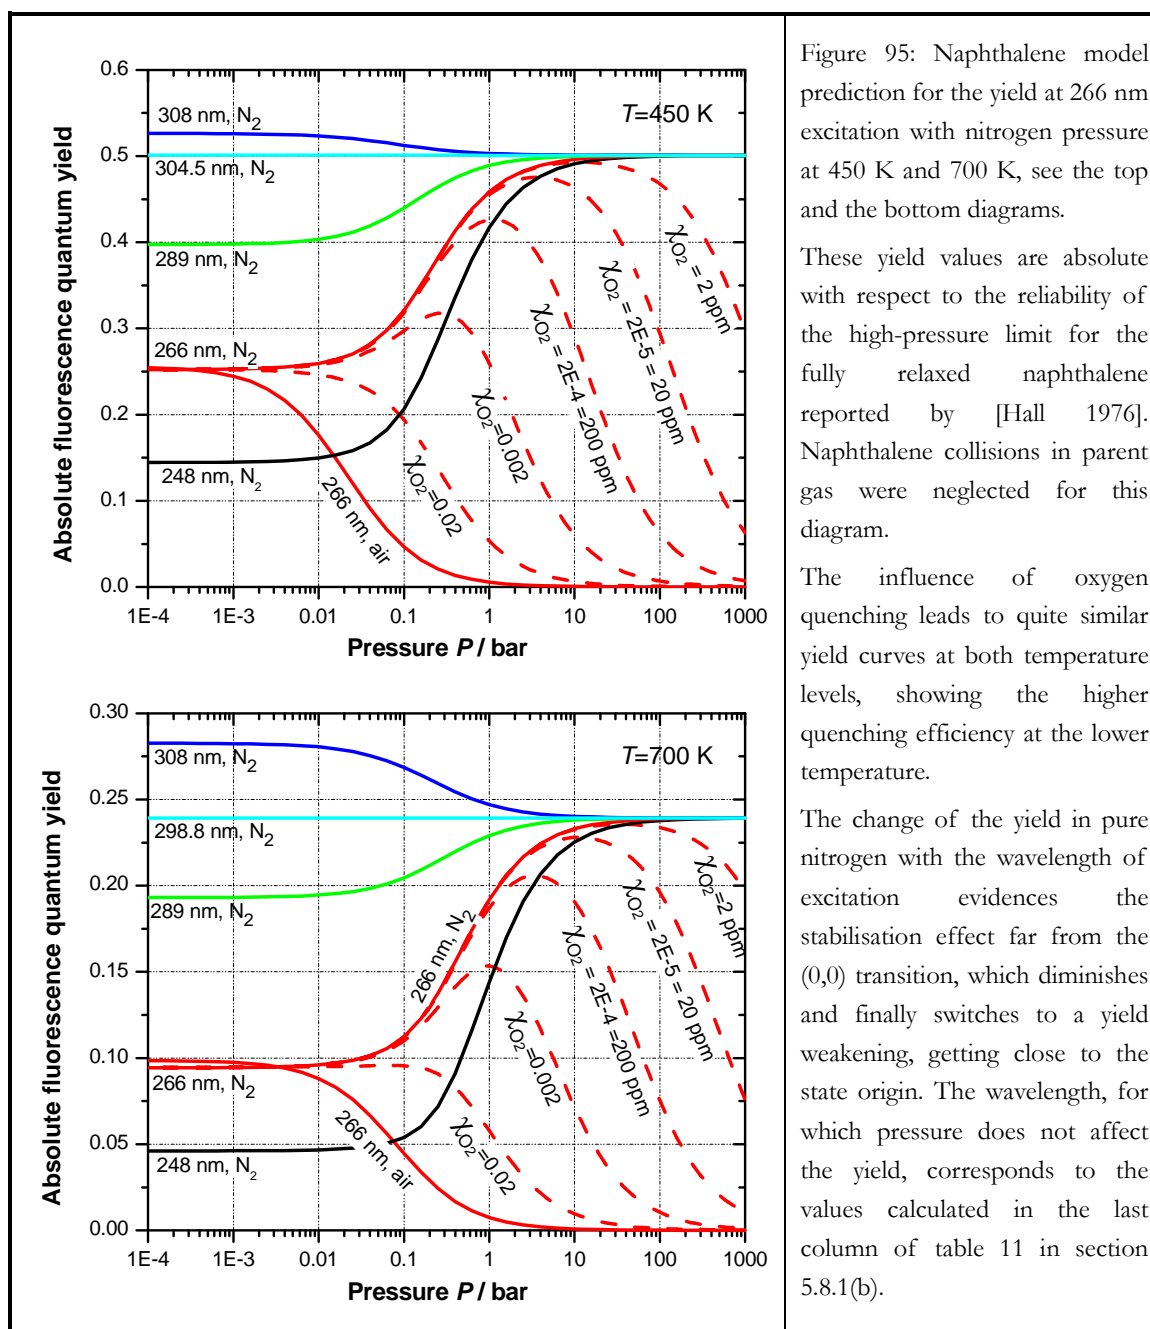 0.6
0.5
0.4
0.3
0.2
0.1
0.0
Absolute fluorescence quantum yield
T=450 K
308 nm, N2
304.5 nm, N2
289 nm, N2
266 nm, N2
248 nm, N2
266 nm, air
χO2=0.02
χO2=0.002
χO2 = 2E-4 =200 ppm
χO2 = 2E-5 = 20 ppm
χO2 = 2 ppm
1E-4 1E-3 0.01 0.1 1 10 100 1000
Pressure P / bar
0.30
0.25
0.20
0.15
0.10
0.05
0.00
Absolute fluorescence quantum yield
T=700 K
308 nm, N2
298.8 nm, N2
289 nm, N2
266 nm, N2
266 nm, N2
248 nm, N2
266 nm, air
χO2=0.02
χO2=0.002
χO2 = 2E-4 =200 ppm
χO2 = 2E-5 = 20 ppm
χO2=2 ppm
1E-4 1E-3 0.01 0.1 1 10 100 1000
Pressure P / bar
Figure 95: Naphthalene model
prediction for the yield at 266 nm
excitation with nitrogen pressure
at 450 K and 700 K, see the top
and the bottom diagrams.
These yield values are absolute
with respect to the reliability of
the high-pressure limit for the
fully relaxed naphthalene
reported by [Hall 1976].
Naphthalene collisions in parent
gas were neglected for this
diagram.
The influence of oxygen
quenching leads to quite similar
yield curves at both temperature
levels, showing the higher
quenching efficiency at the lower
temperature.
The change of the yield in pure
nitrogen with the wavelength of
excitation evidences the
stabilisation effect far from the
(0,0) transition, which diminishes
and finally switches to a yield
weakening, getting close to the
state origin. The wavelength, for
which pressure does not affect
the yield, corresponds to the
values calculated in the last
column of table 11 in section
5.8.1(b).